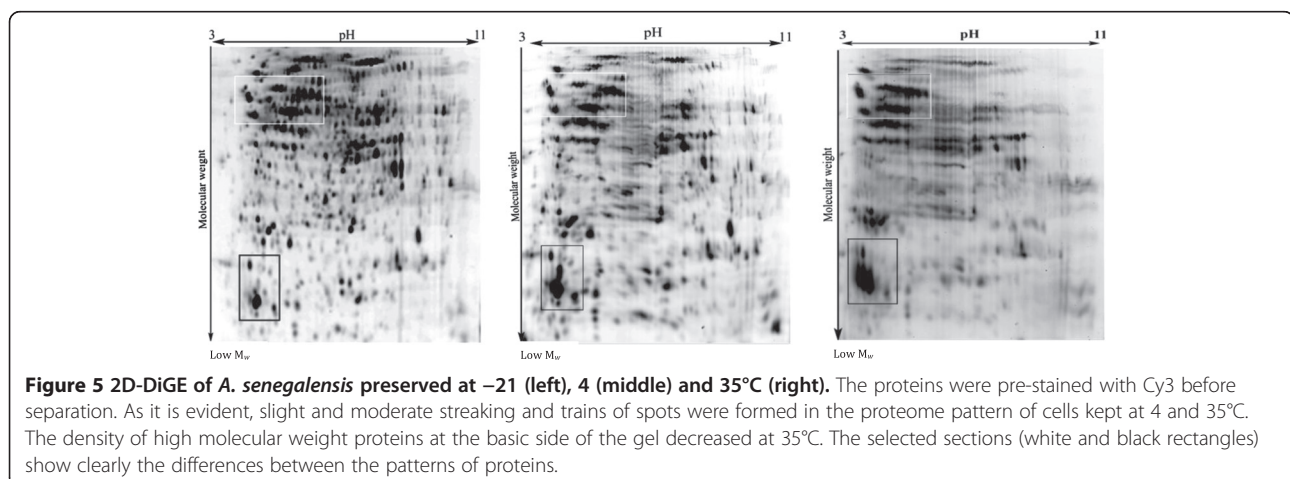 3 pH 11
3 pH 11
3 pH 11
Molecular weight
Molecular weight
Molecular weight
Low Mw
Low Mw
Low Mw
Figure 5 2D-DiGE of A. senegalensis preserved at −21 (left), 4 (middle) and 35°C (right). The proteins were pre-stained with Cy3 before
separation. As it is evident, slight and moderate streaking and trains of spots were formed in the proteome pattern of cells kept at 4 and 35°C.
The density of high molecular weight proteins at the basic side of the gel decreased at 35°C. The selected sections (white and black rectangles)
show clearly the differences between the patterns of proteins.